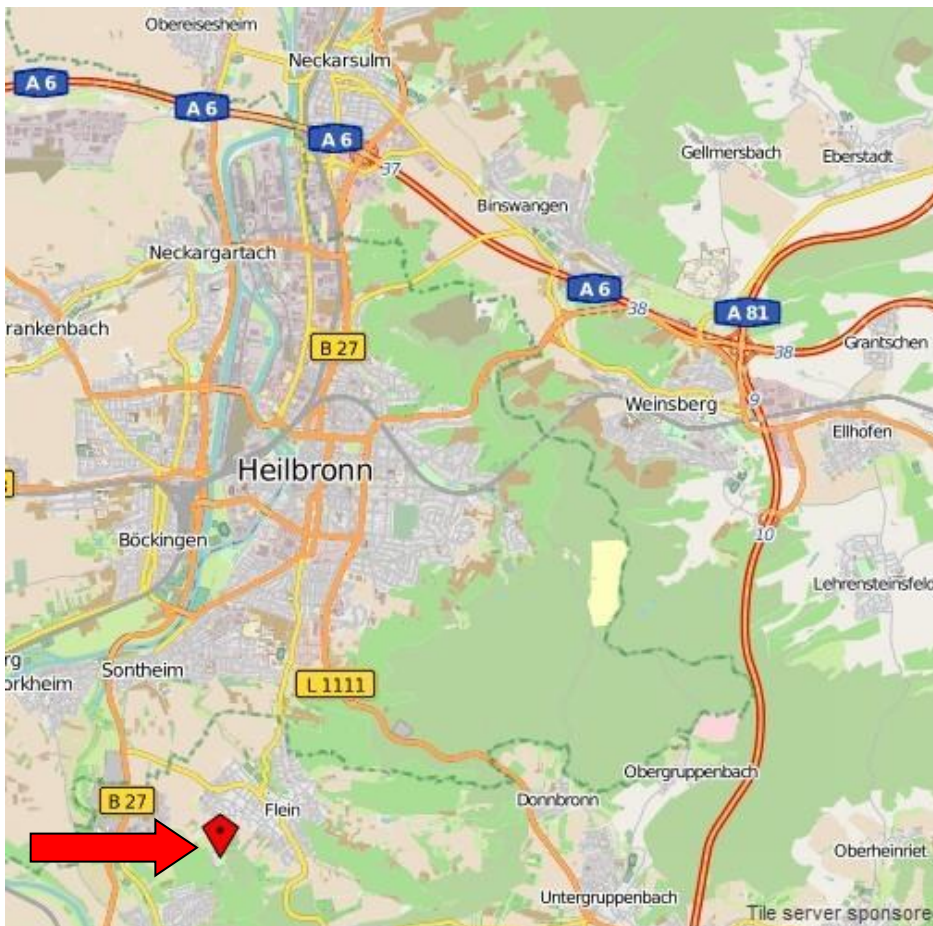 Obereisesheim
Neckarsulm
A 6
A 6
A 6
37
Gellmersbach
Eberstadt
Binswangen
Neckargartach
A 6
38
A 81
rankenbach
B 27
38
Grantschen
Weinsberg
9
Ellhofen
Heilbronn
10
Böckingen
Lehrensteinsfeld
rg
Sontheim
orkheim
L 1111
Obergruppenbach
B 27
Flein
Donnbronn
Oberheinriet
Untergruppenbach
Tile server sponsore